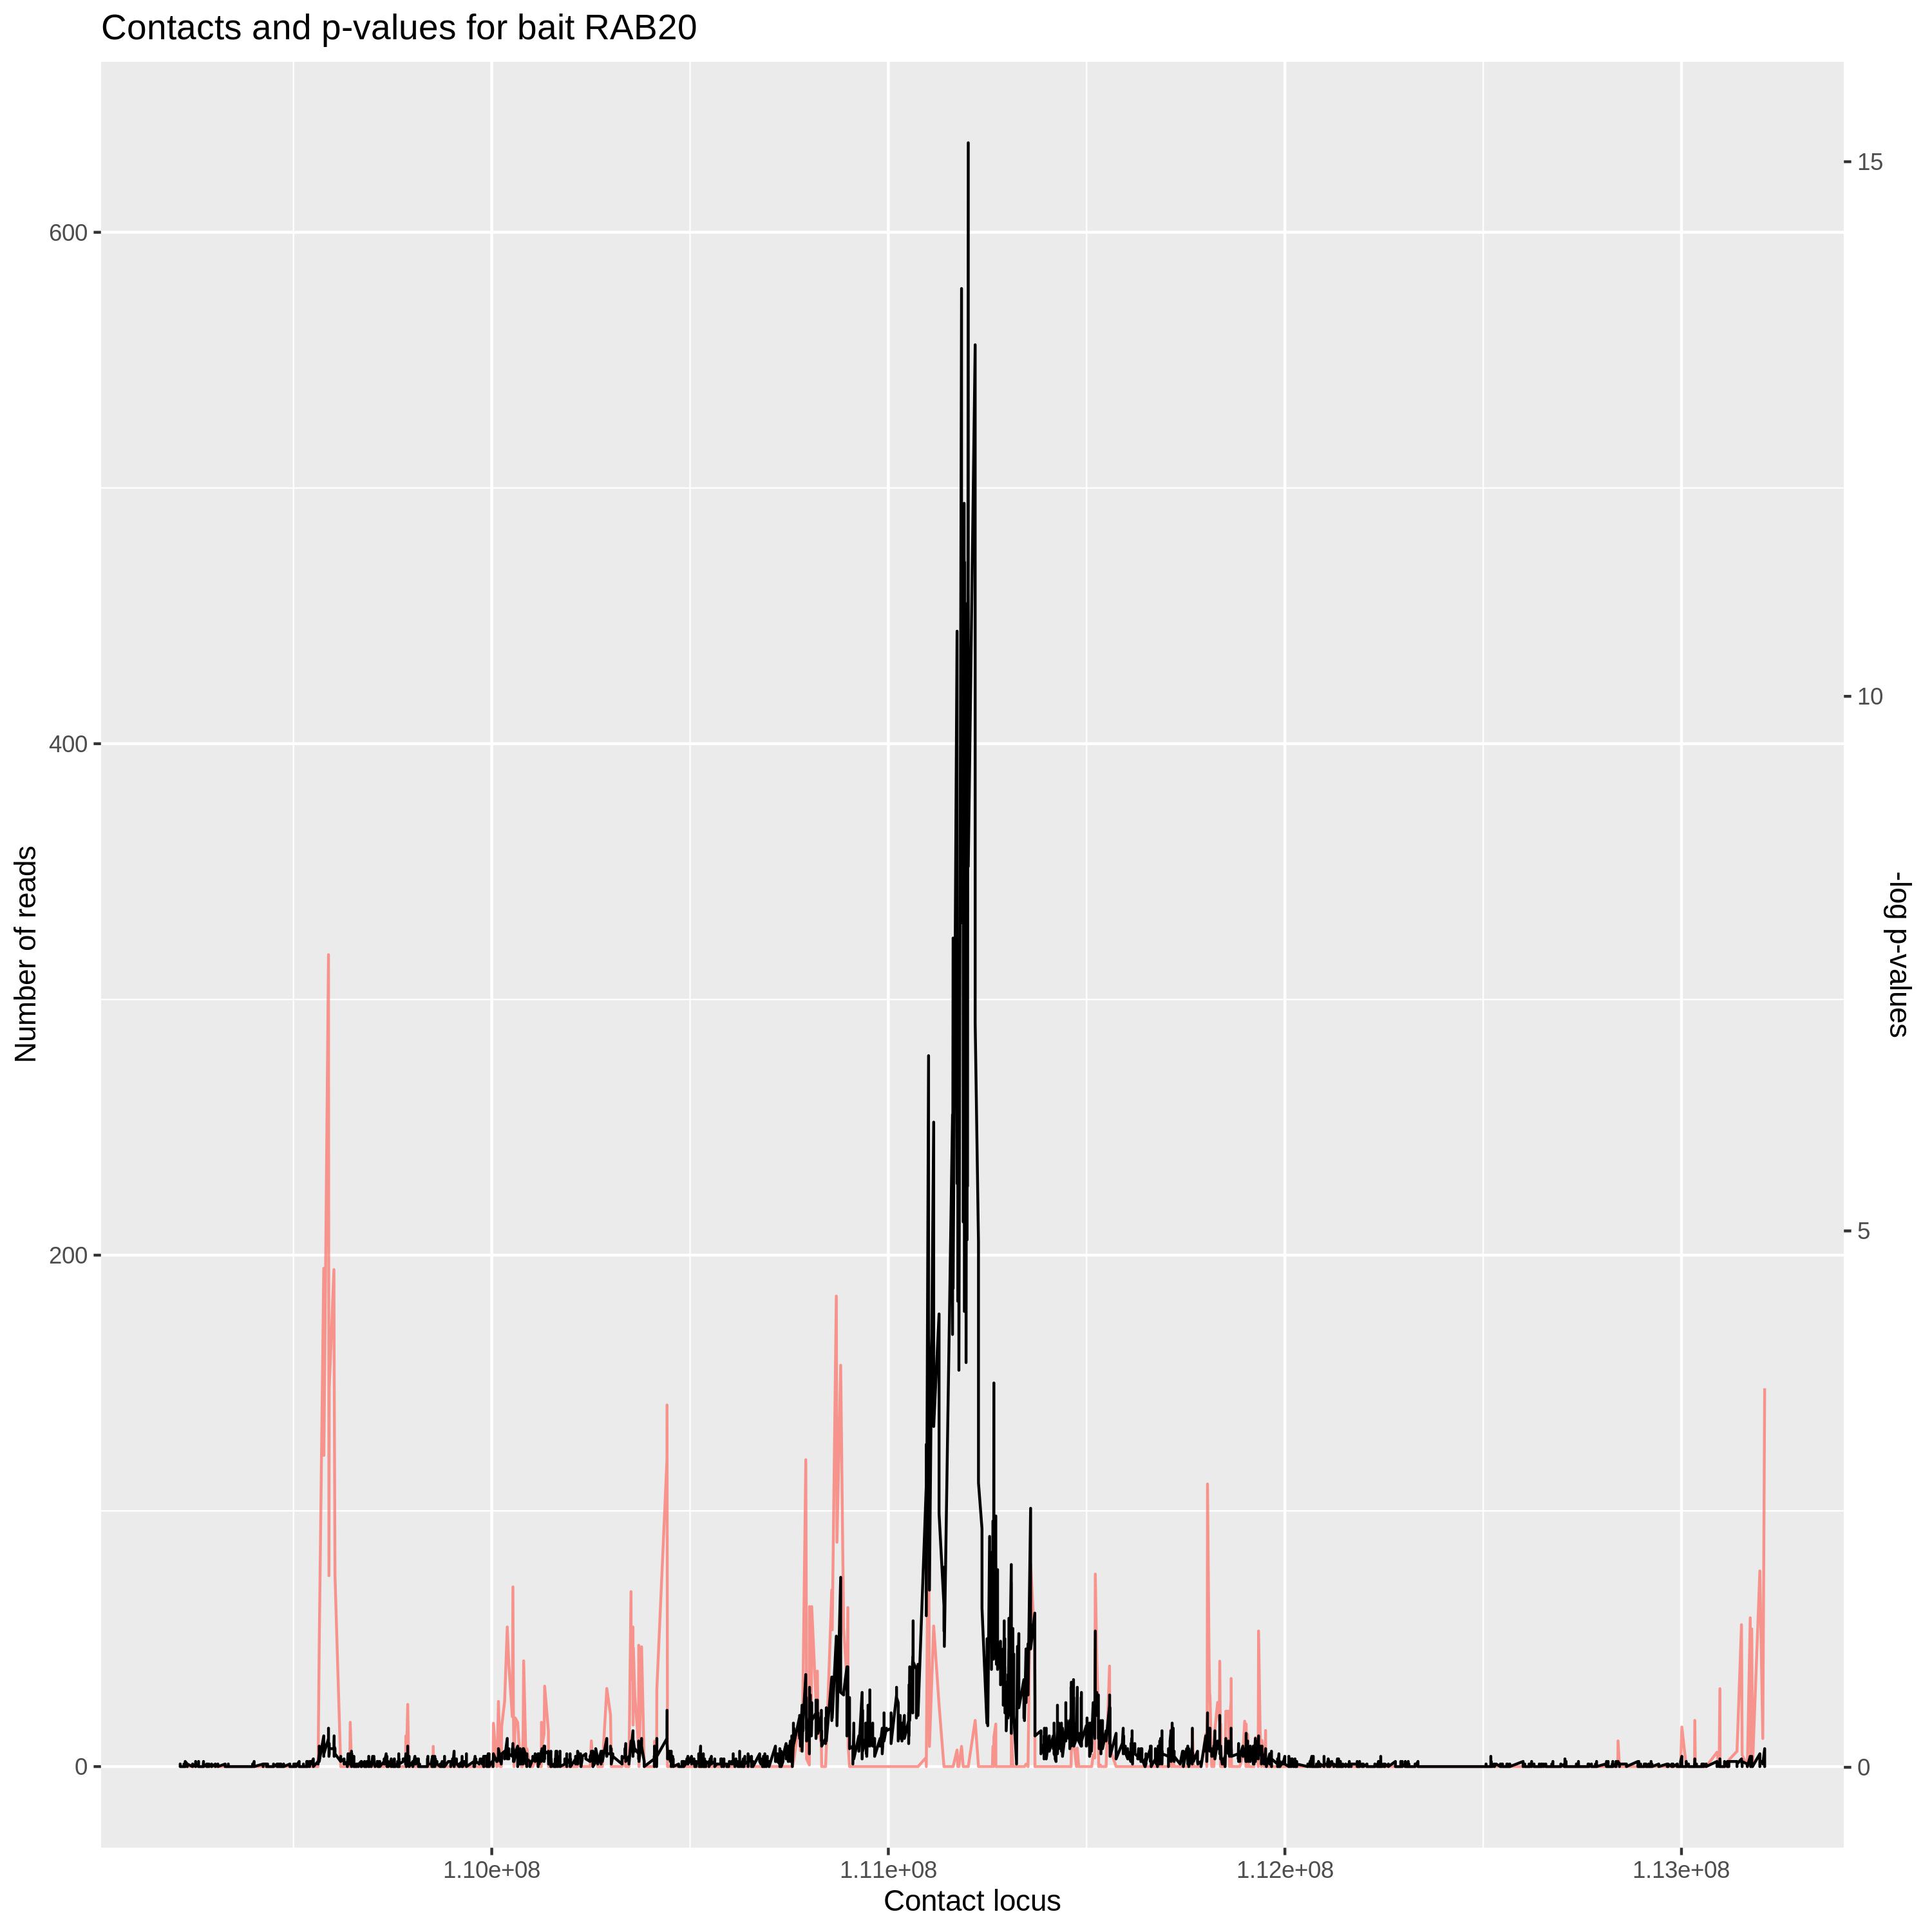 Contacts and p-values for bait RAB20
Number of reads
600
400
200
0
15
10
5
0
-log p-values
1.10e+08
1.11e+08
1.12e+08
1.13e+08
Contact locus